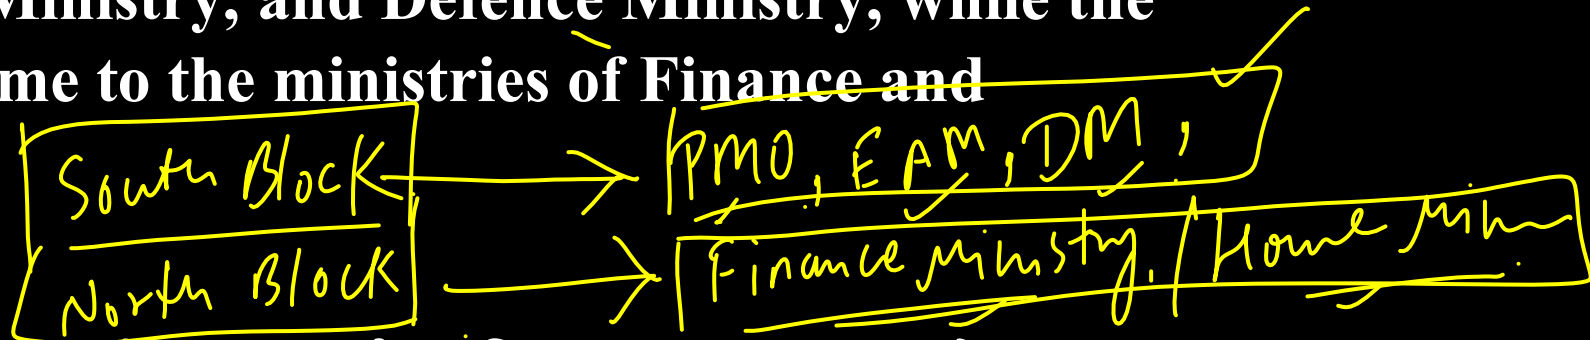 Ministry, and Defence Ministry, while the
me to the ministries of Finance and
South Block → PMO, EAM, DM,
North Block → Finance Ministry. / Home Min